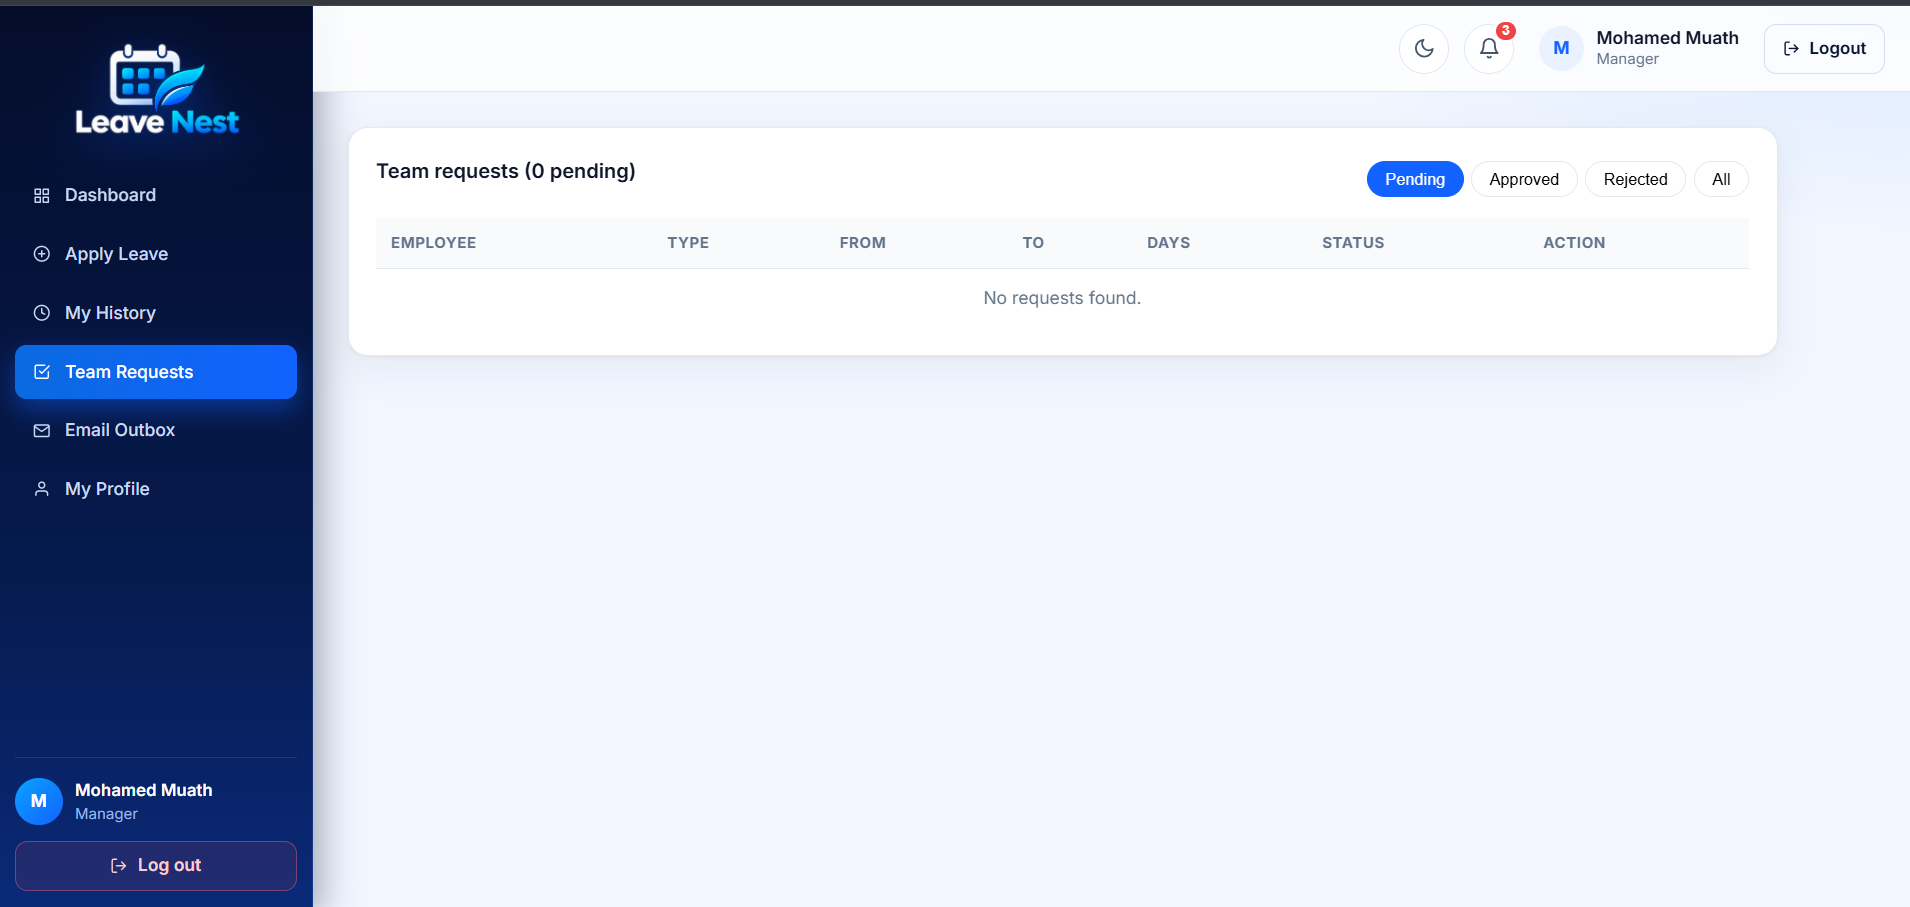 Leave Nest
Dashboard
Apply Leave
My History
Team Requests
Email Outbox
My Profile
M
Mohamed Muath
Manager
Log out
3
M
Mohamed Muath
Manager
Logout
Team requests (0 pending)
Pending
Approved
Rejected
All
EMPLOYEE TYPE FROM TO DAYS STATUS ACTION
No requests found.